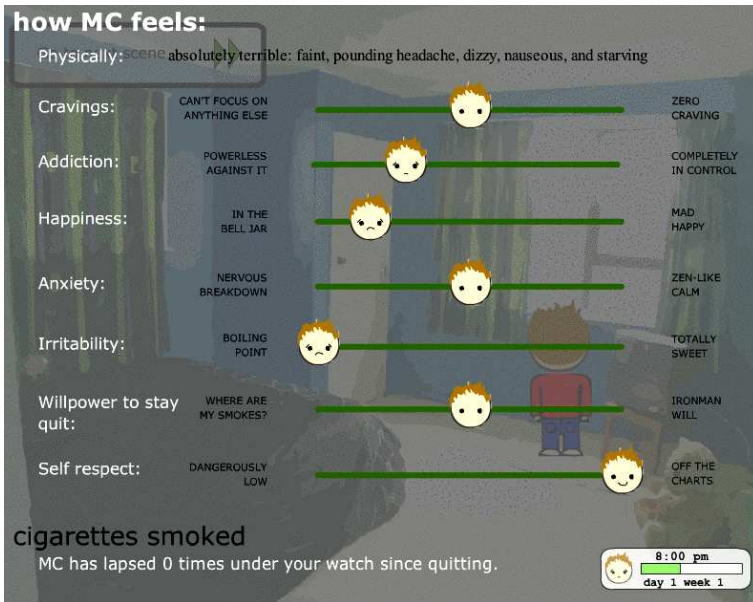 how MC feels:
Physically: scene absolutely terrible: faint, pounding headache, dizzy, nauseous, and starving
Cravings: CAN'T FOCUS ON ANYTHING ELSE ZERO CRAVING
Addiction: POWERLESS AGAINST IT COMPLETELY IN CONTROL
Happiness: IN THE BELL JAR MAD HAPPY
Anxiety: NERVOUS BREAKDOWN ZEN-LIKE CALM
Irritability: BOILING POINT TOTALLY SWEET
Willpower to stay quit: WHERE ARE MY SMOKES? IRONMAN WILL
Self respect: DANGEROUSLY LOW OFF THE CHARTS
cigarettes smoked
MC has lapsed 0 times under your watch since quitting.
8:00 pm
day 1 week 1